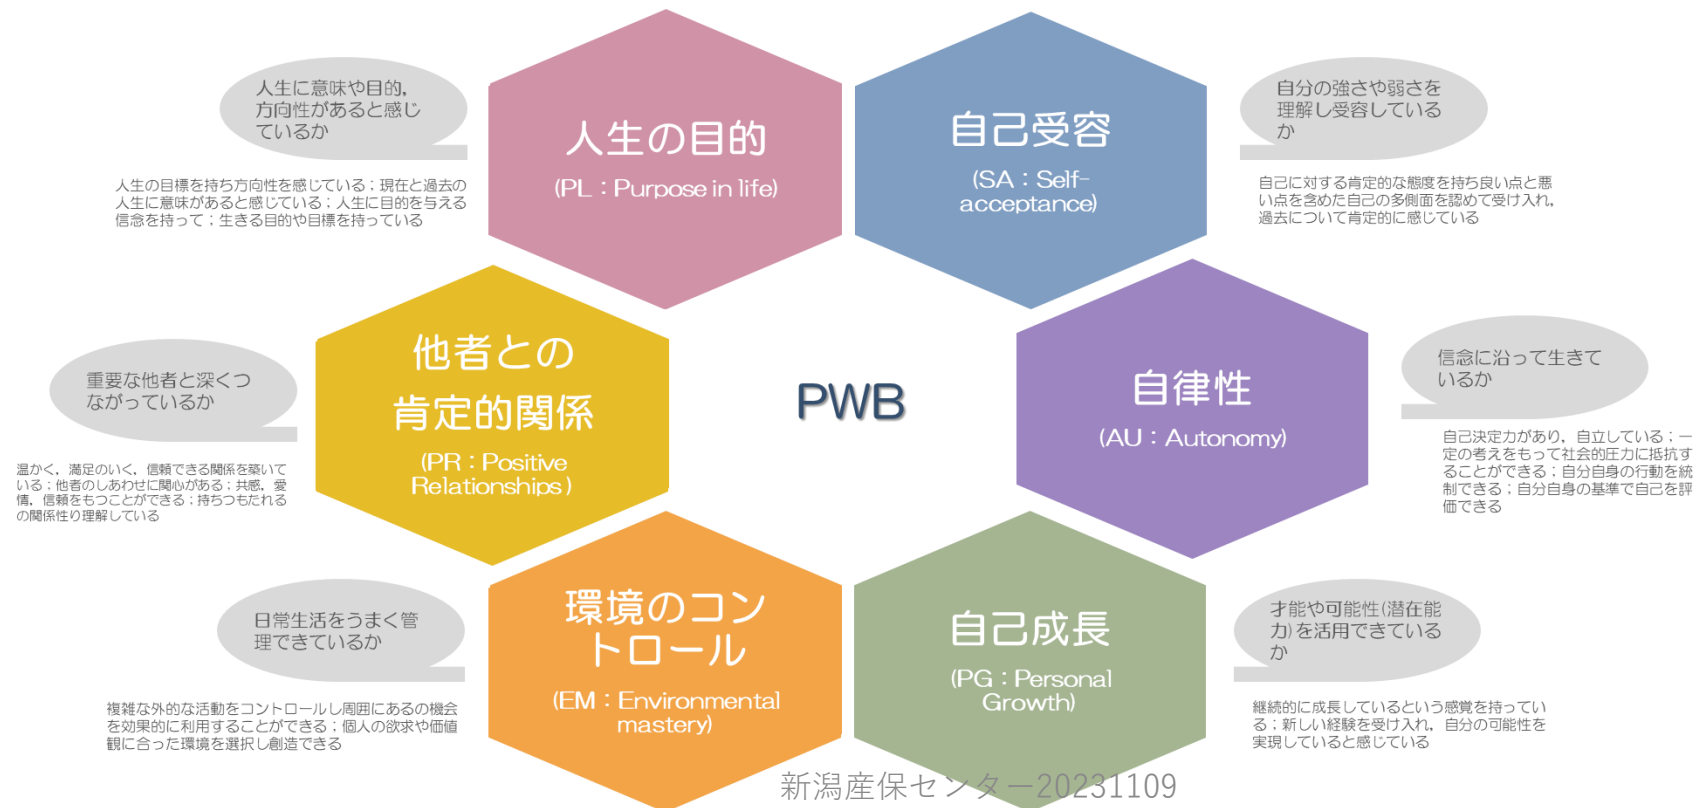 人生に意味や目的,
方向性があると感じ
ているか
人生の目標を持ち方向性を感じている；現在と過去の
人生に意味があると感じている；人生に目的を与える
信念を持って；生きる目的や目標を持っている
人生の目的
(PL：Purpose in life)
自己受容
(SA：Self-
acceptance)
自分の強さや弱さを
理解し受容している
か
自己に対する肯定的な態度を持ち良い点と悪
い点を含めた自己の多側面を認めて受け入れ,
過去について肯定的に感じている
重要な他者と深くつ
ながっているか
温かく，満足のいく，信頼できる関係を築いて
いる；他者のしあわせに関心がある；共感，愛
情，信頼をもつことができる；持ちつもたれる
の関係性り理解している
他者との
肯定的関係
(PR：Positive
Relationships)
PWB
自律性
(AU：Autonomy)
信念に沿って生きて
いるか
自己決定力があり，自立している；一
定の考えをもって社会的圧力に抵抗す
ることができる；自分自身の行動を統
制できる；自分自身の基準で自己を評
価できる
日常生活をうまく管
理できているか
複雑な外的な活動をコントロールし周囲にあるの機会
を効果的に利用することができる；個人の欲求や価値
観に合った環境を選択し創造できる
環境のコン
トロール
(EM：Environmental
mastery)
自己成長
(PG：Personal
Growth)
才能や可能性(潜在能
力)を活用できている
か
継続的に成長しているという感覚を持ってい
る；新しい経験を受け入れ，自分の可能性を
実現していると感じている
新潟産保センター20231109